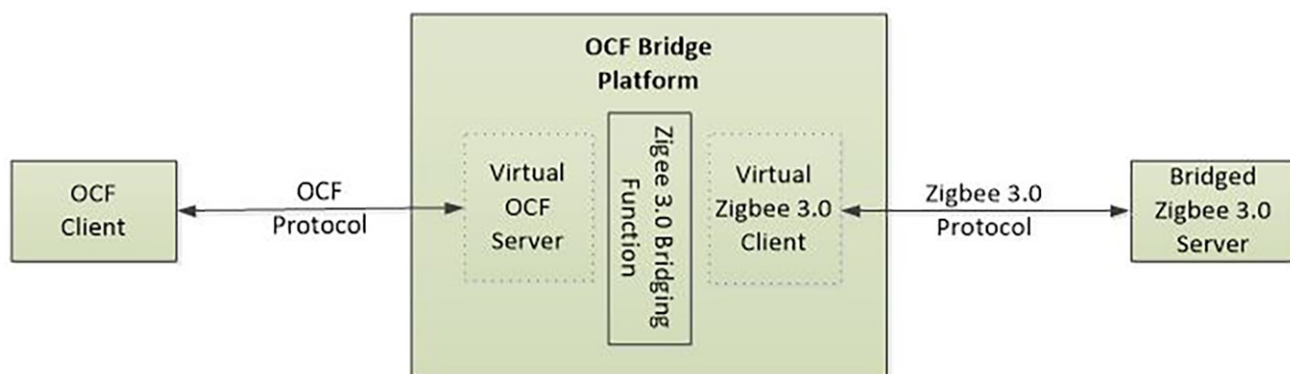 OCF Bridge
Platform
OCF
Client
OCF
Protocol
Virtual
OCF
Server
Zigee 3.0 Bridging
Function
Virtual
Zigbee 3.0
Client
Zigbee 3.0
Protocol
Bridged
Zigbee 3.0
Server